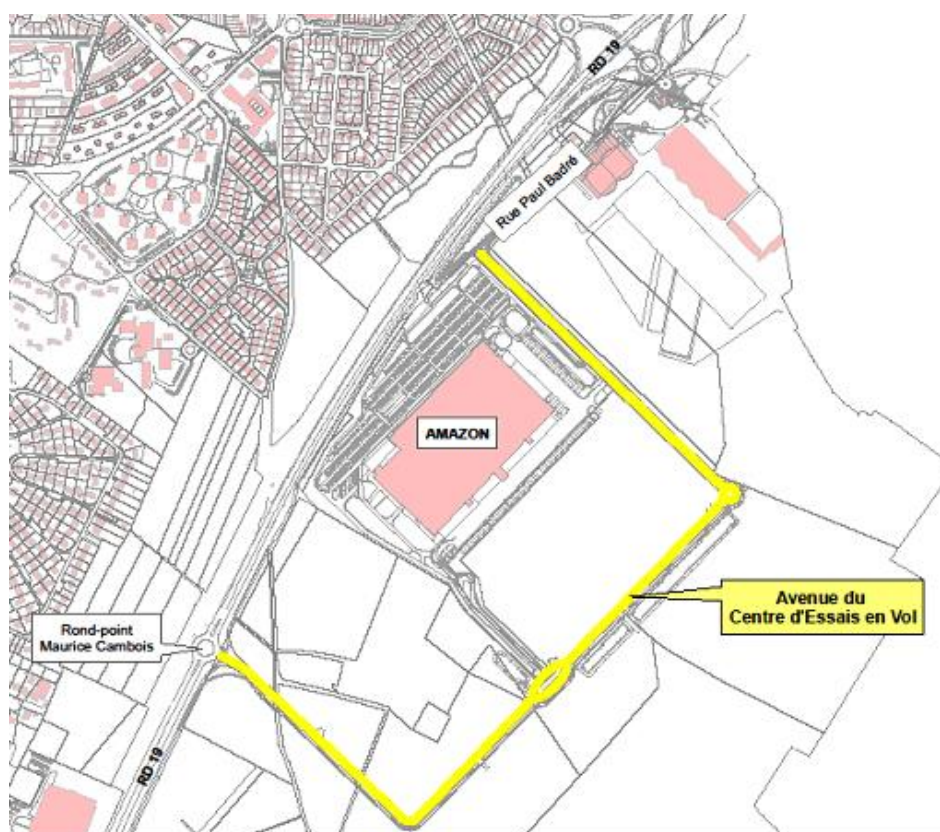 RD 19
Rue Paul Badré
AMAZON
Avenue du
Centre d'Essais en Vol
Rond-point
Maurice Cambois
RD 19